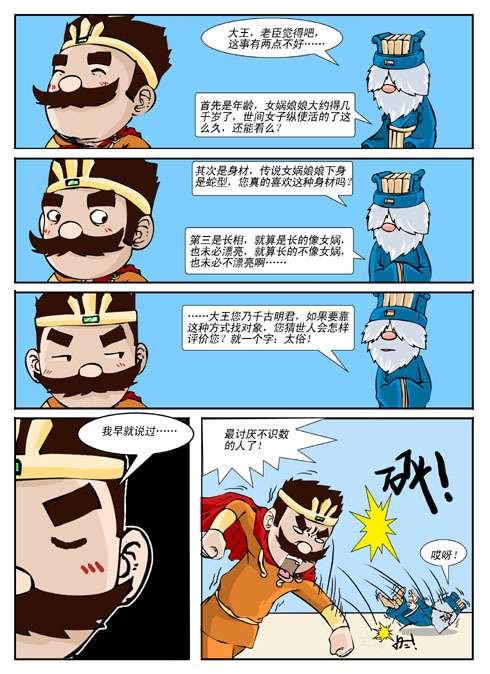 大王，老臣觉得吧，
这事有两点不好……
首先是年龄，女娲娘娘大约得几
千岁了，世间女子纵使活的了这
么久，还能看么？
其次是身材，传说女娲娘娘下身
是蛇型，您真的喜欢这种身材吗？
第三是长相，就算是长的像女娲，
也未必漂亮，就算长的不像女娲，
也未必不漂亮啊……
……大王您乃千古明君，如果要靠
这种方式找对象，您猜世人会怎样
评价您？就一个字：太俗！
我早就说过……
最讨厌不识数
的人了！
砰！
哎呀！